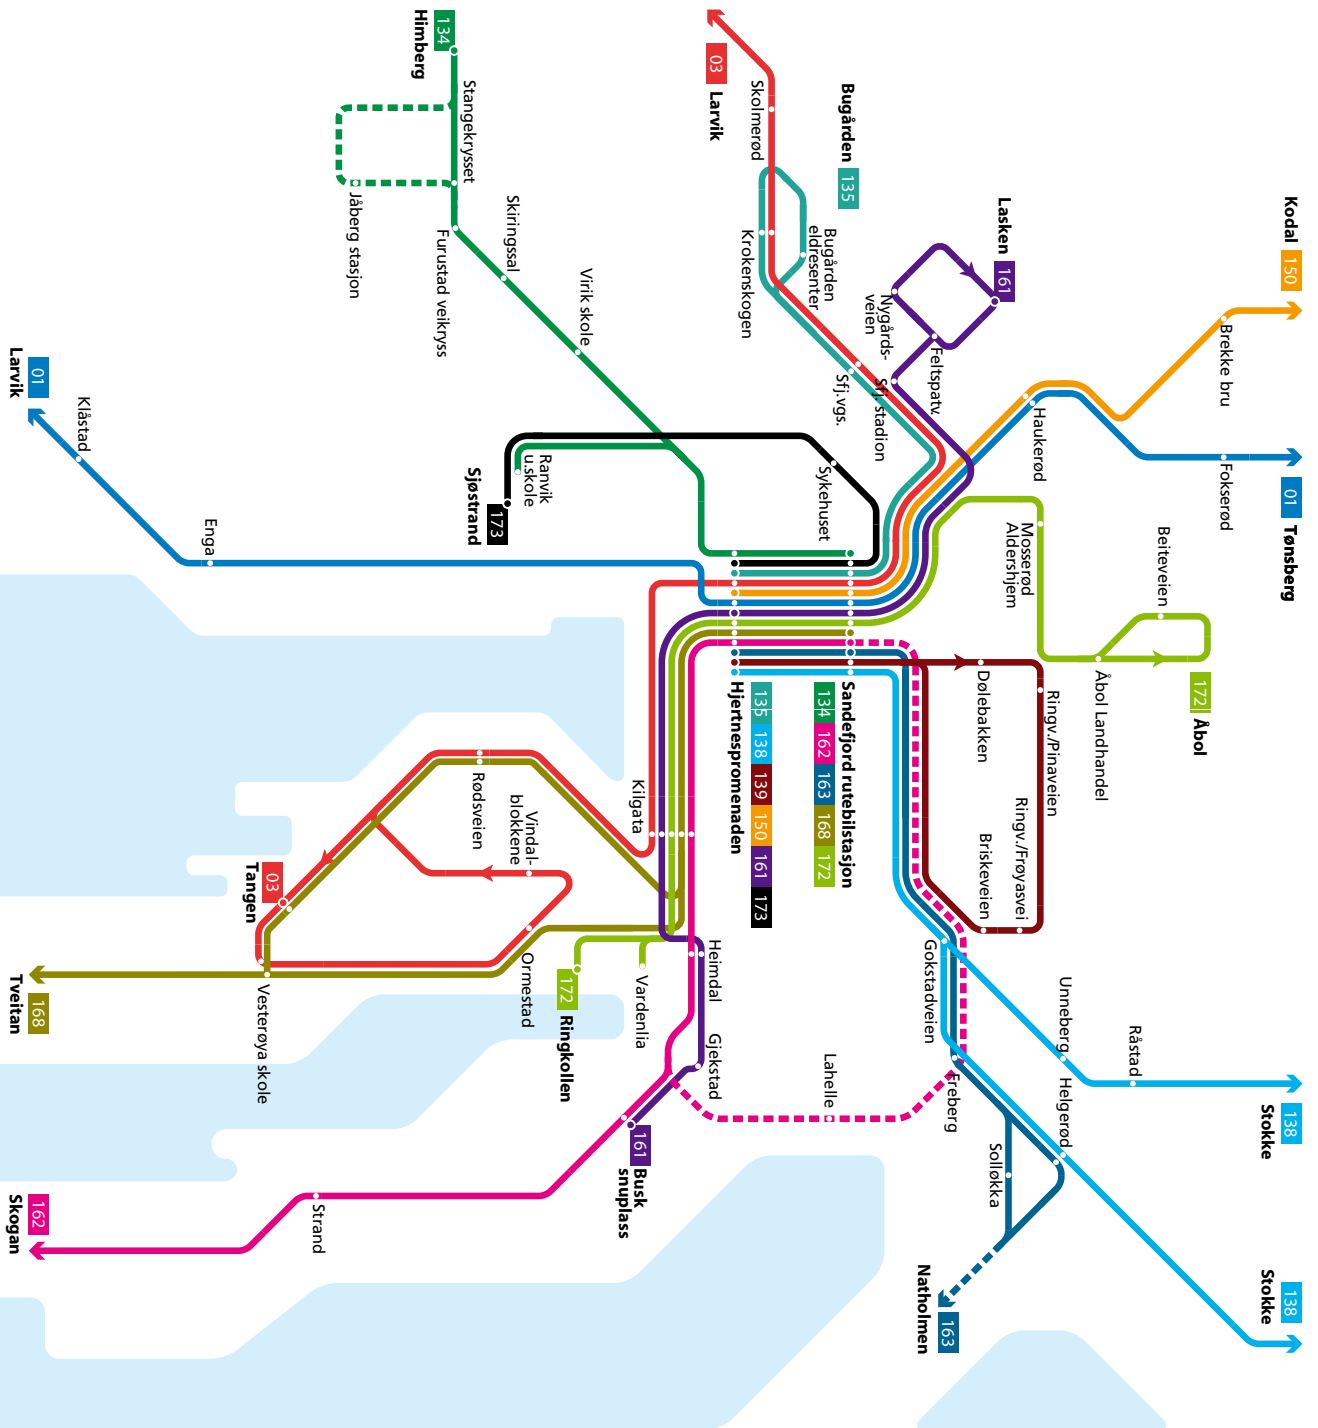 Kodal 150
Brekke bru
01 Tønsberg
Fokserød
Haukerød
Lasken 161
Nygårds-
veien
Feltspatv.
Bugården 135
Bugården
eldresenter
03 Larvik
Skolmerød
Krokenskogen
Sfj. stadion
Sfj.vgs.
134
Himberg
Stangekrysset
Jåberg stasjon
Furustad veikryss
Skiringssal
Virik skole
01
Larvik
Klåstad
Enga
Ranvik
u.skole
Sjøstrand 173
Sykehuset
Mosserød
Aldershjem
Beiteveien
Åbol Landhandel
172 Åbol
Dølebakken
Ringv./Pinaveien
Ringv./Frøyasvei
Briskeveien
Sandefjord rutebilstasjon
134 162 163 168 172
Hjertnespromenaden
135 138 139 150 161 173
Kilgata
Rødsveien
Vindal-
blokkene
03
Tangen
Ormestad
Vesterøya skole
Tveitan 168
172 Ringkollen
Vardenlia
Heimdal
Gjekstad
161 Busk
snuplass
162
Skogan
Strand
Lahelle
Gokstadveien
Freberg
Unneberg
Råstad
Helgerød
Solløkka
138
Stokke
138
Stokke
Natholmen 163